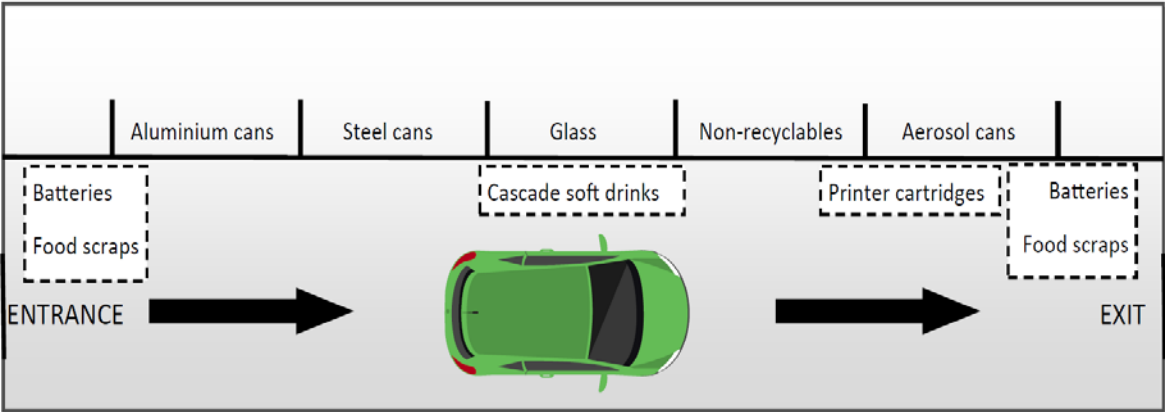 Aluminium cans
Steel cans
Glass
Non-recyclables
Aerosol cans
Batteries
Food scraps
Cascade soft drinks
Printer cartridges
Batteries
Food scraps
ENTRANCE
EXIT